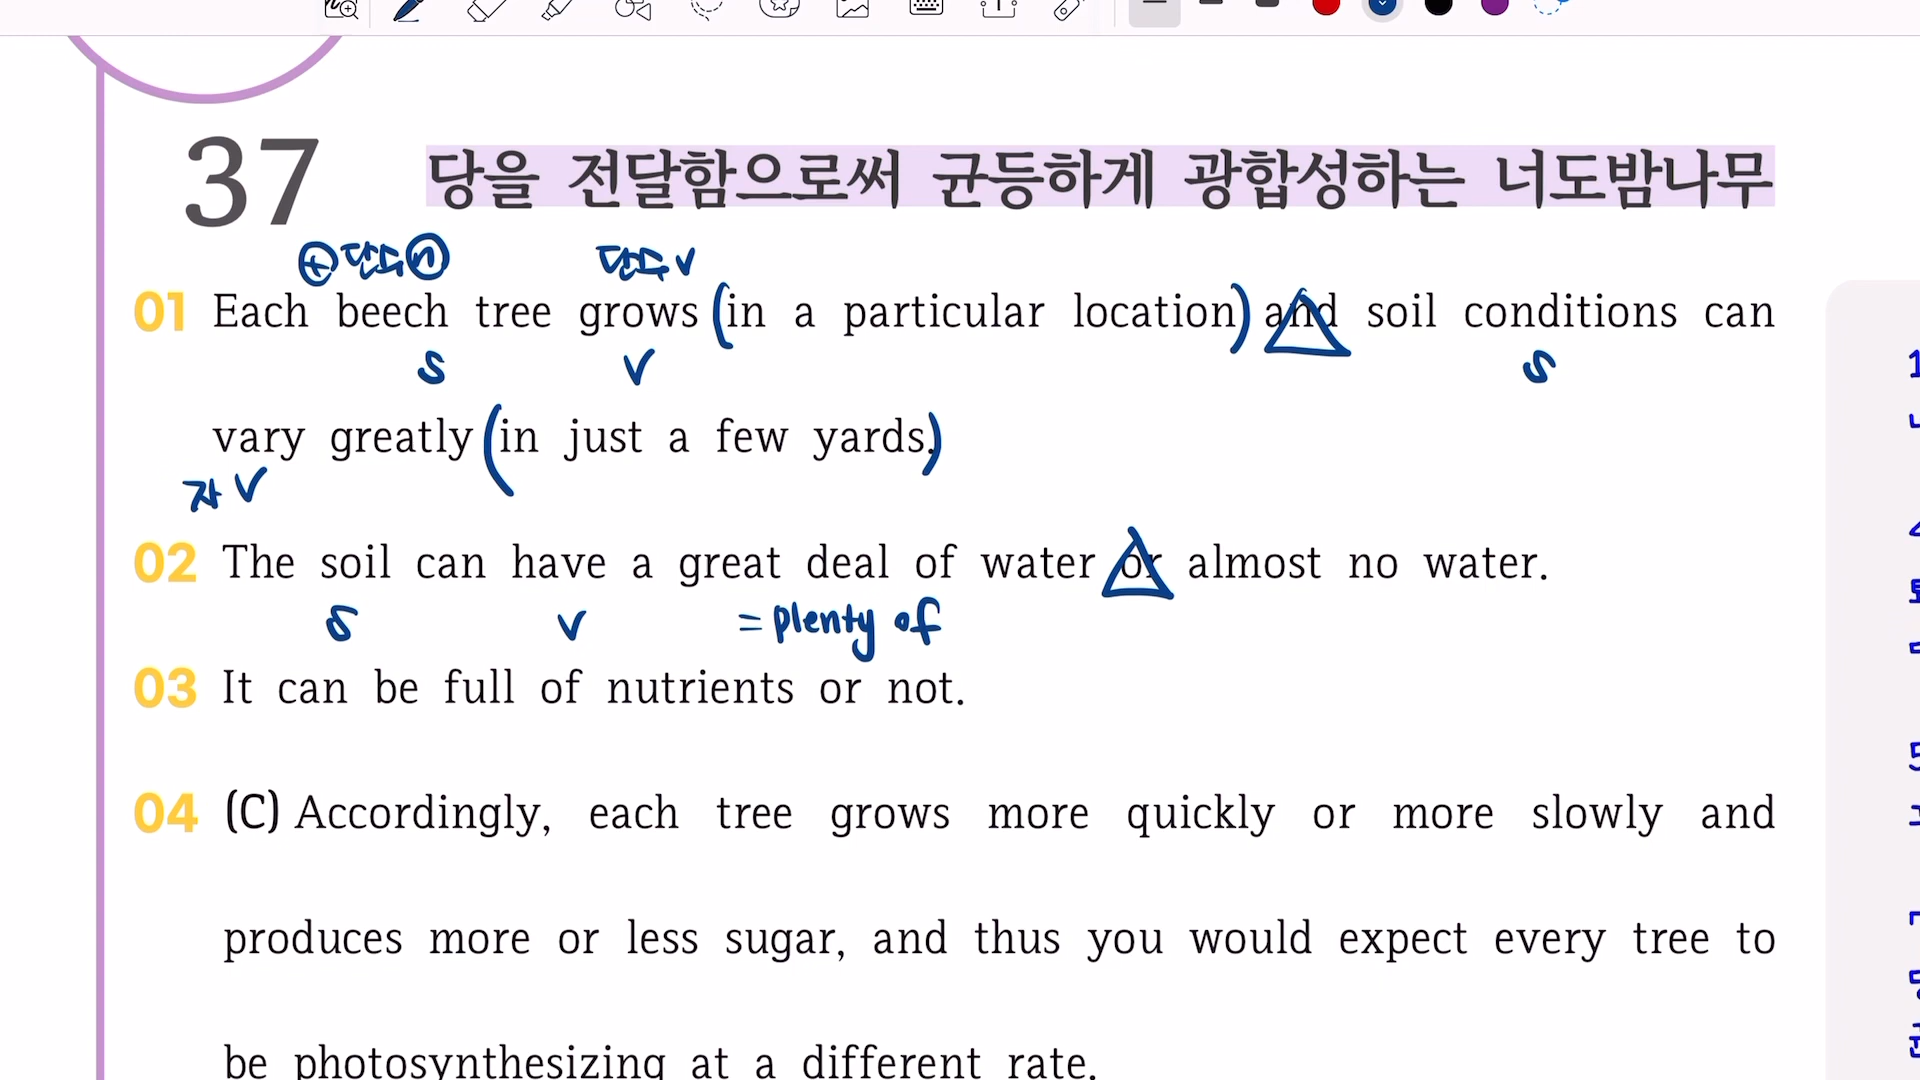 37 당을 전달함으로써 균등하게 광합성하는 너도밤나무
+ 단수 n 단수 v
01 Each beech tree grows (in a particular location) and soil conditions can
S V S
vary greatly (in just a few yards.)
자 V
02 The soil can have a great deal of water or almost no water.
S V = plenty of
03 It can be full of nutrients or not.
04 (C) Accordingly, each tree grows more quickly or more slowly and
produces more or less sugar, and thus you would expect every tree to
be photosynthesizing at a different rate.